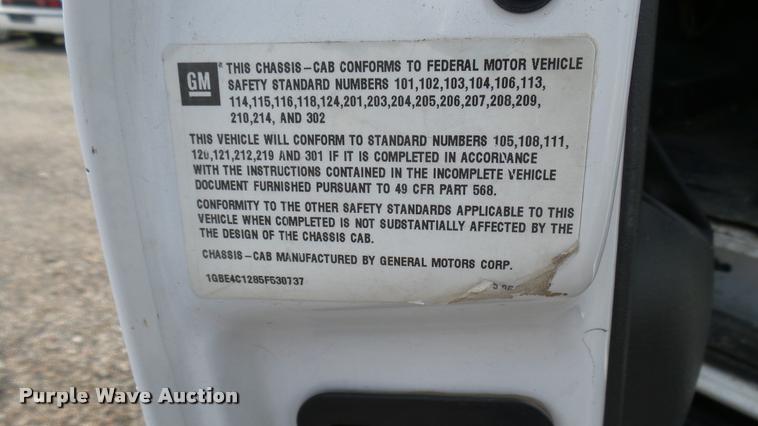 GM
® THIS CHASSIS-CAB CONFORMS TO FEDERAL MOTOR VEHICLE
SAFETY STANDARD NUMBERS 101,102,103,104,106,113,
114,115,116,118,124,201,203,204,205,206,207,208,209,
210,214, AND 302
THIS VEHICLE WILL CONFORM TO STANDARD NUMBERS 105,108,111,
120,121,212,219 AND 301 IF IT IS COMPLETED IN ACCORDANCE
WITH THE INSTRUCTIONS CONTAINED IN THE INCOMPLETE VEHICLE
DOCUMENT FURNISHED PURSUANT TO 49 CFR PART 568.
CONFORMITY TO THE OTHER SAFETY STANDARDS APPLICABLE TO THIS
VEHICLE WHEN COMPLETED IS NOT SUBSTANTIALLY AFFECTED BY THE
THE DESIGN OF THE CHASSIS CAB.
CHASSIS-CAB MANUFACTURED BY GENERAL MOTORS CORP.
1GBE4C1285F530737
Purple Wave Auction